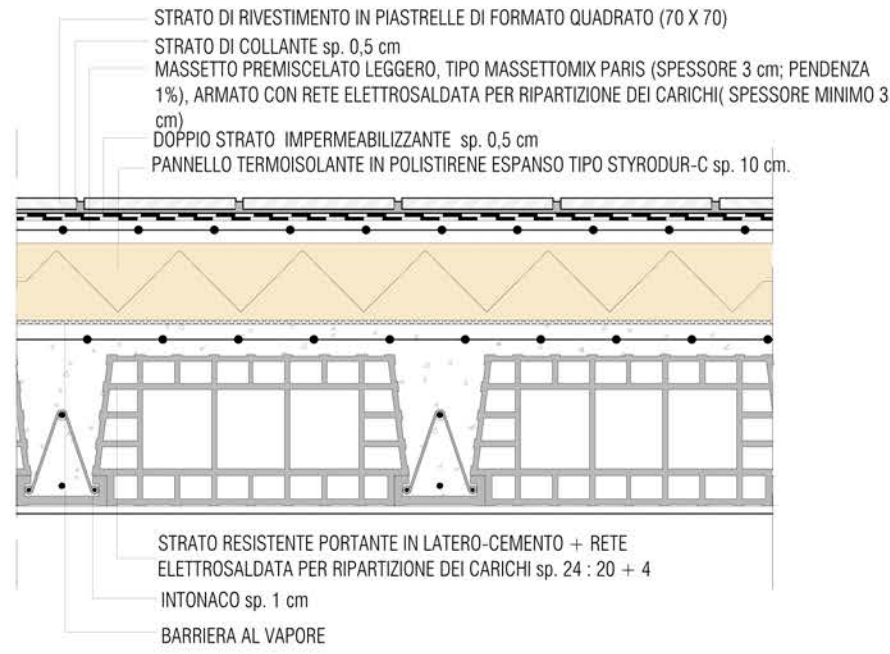 STRATO DI RIVESTIMENTO IN PIASTRELLE DI FORMATO QUADRATO (70 X 70)
STRATO DI COLLANTE sp. 0,5 cm
MASSETTO PREMISCELATO LEGGERO, TIPO MASSETTOMIX PARIS (SPESSORE 3 cm; PENDENZA
1%), ARMATO CON RETE ELETTROSALDATA PER RIPARTIZIONE DEI CARICHI( SPESSORE MINIMO 3
cm)
DOPPIO STRATO IMPERMEABILIZZANTE sp. 0,5 cm
PANNELLO TERMOISOLANTE IN POLISTIRENE ESPANSO TIPO STYRODUR-C sp. 10 cm.
STRATO RESISTENTE PORTANTE IN LATERO-CEMENTO + RETE
ELETTROSALDATA PER RIPARTIZIONE DEI CARICHI sp. 24 : 20 + 4
INTONACO sp. 1 cm
BARRIERA AL VAPORE